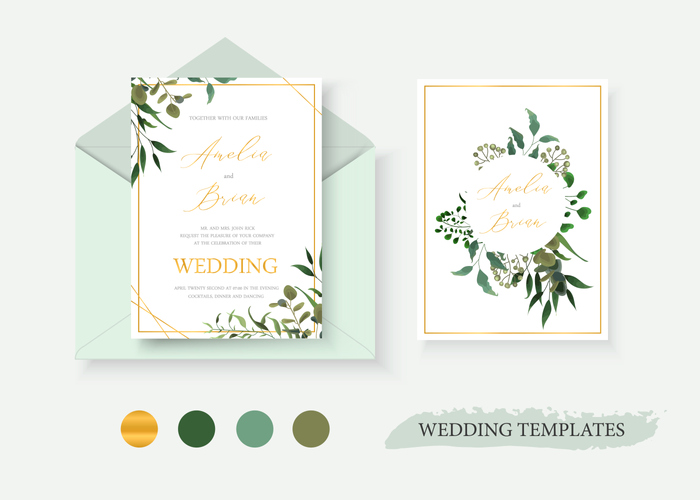 TOGETHER WITH OUR FAMILIES
Amelia
and
Brian
MR. AND MRS. JOHN RICK
REQUEST THE PLEASURE OF YOUR COMPANY
AT THE CELEBRATION OF THEIR
WEDDING
APRIL TWENTY SECOND AT 07:00 IN THE EVENING
COCKTAILS, DINNER AND DANCING
Amelia
and
Brian
WEDDING TEMPLATES